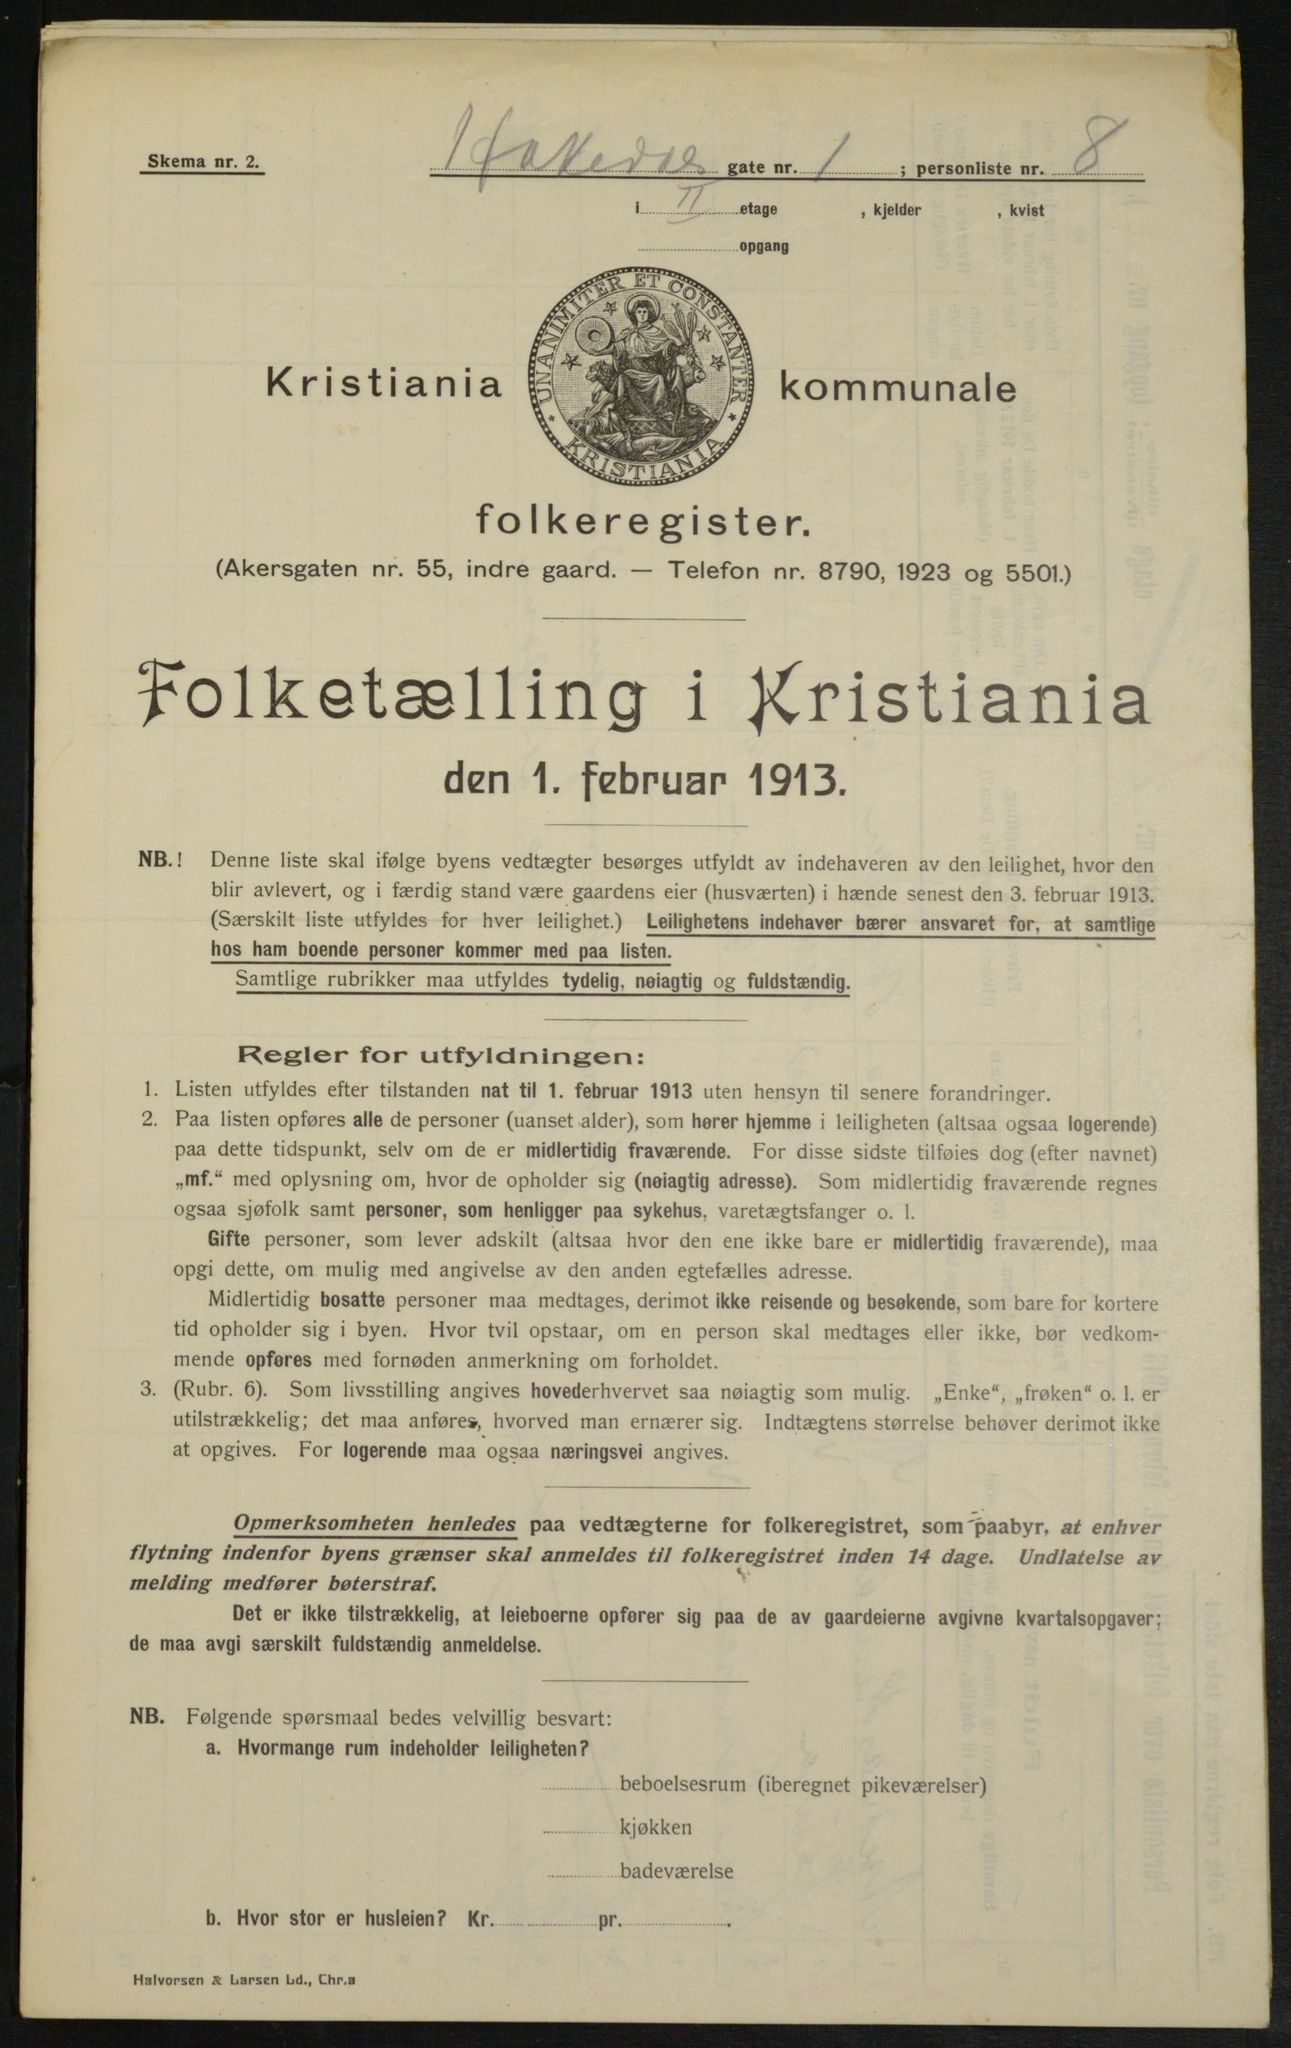 Skema nr. 2.
Hakedals gate nr. 1 ; personliste nr. 8
i II etage , kjelder , kvist
opgang
UNANIMITER ET CONSTANTER
KRISTIANIA
Kristiania kommunale
folkeregister.
(Akersgaten nr. 55, indre gaard. — Telefon nr. 8790, 1923 og 5501.)
Folketælling i Kristiania
den 1. februar 1913.
NB.! Denne liste skal ifølge byens vedtægter besørges utfyldt av indehaveren av den leilighet, hvor den
blir avlevert, og i færdig stand være gaardens eier (husværten) i hænde senest den 3. februar 1913.
(Særskilt liste utfyldes for hver leilighet.) Leilighetens indehaver bærer ansvaret for, at samtlige
hos ham boende personer kommer med paa listen.
Samtlige rubrikker maa utfyldes tydelig, nøiagtig og fuldstændig.
Regler for utfyldningen:
1. Listen utfyldes efter tilstanden nat til 1. februar 1913 uten hensyn til senere forandringer.
2. Paa listen opføres alle de personer (uanset alder), som hører hjemme i leiligheten (altsaa ogsaa logerende)
paa dette tidspunkt, selv om de er midlertidig fraværende. For disse sidste tilføies dog (efter navnet)
„mf.“ med oplysning om, hvor de opholder sig (nøiagtig adresse). Som midlertidig fraværende regnes
ogsaa sjøfolk samt personer, som henligger paa sykehus, varetægtsfanger o. l.
Gifte personer, som lever adskilt (altsaa hvor den ene ikke bare er midlertidig fraværende), maa
opgi dette, om mulig med angivelse av den anden egtefælles adresse.
Midlertidig bosatte personer maa medtages, derimot ikke reisende og besøkende, som bare for kortere
tid opholder sig i byen. Hvor tvil opstaar, om en person skal medtages eller ikke, bør vedkom-
mende opføres med fornøden anmerkning om forholdet.
3. (Rubr. 6). Som livsstilling angives hovederhvervet saa nøiagtig som mulig. „Enke“, „frøken“ o. l. er
utilstrækkelig; det maa anføres, hvorved man ernærer sig. Indtægtens størrelse behøver derimot ikke
at opgives. For logerende maa ogsaa næringsvei angives.
Opmerksomheten henledes paa vedtægterne for folkeregistret, som paabyr, at enhver
flytning indenfor byens grænser skal anmeldes til folkeregistret inden 14 dage. Undlatelse av
melding medfører bøterstraf.
Det er ikke tilstrækkelig, at leieboerne opfører sig paa de av gaardeierne avgivne kvartalsopgaver;
de maa avgi særskilt fuldstændig anmeldelse.
NB. Følgende spørsmaal bedes velvillig besvart:
a. Hvormange rum indeholder leiligheten?
beboelsesrum (iberegnet pikeværelser)
kjøkken
badeværelse
b. Hvor stor er husleien? Kr. pr. .
Halvorsen & Larsen Ld., Chr.a